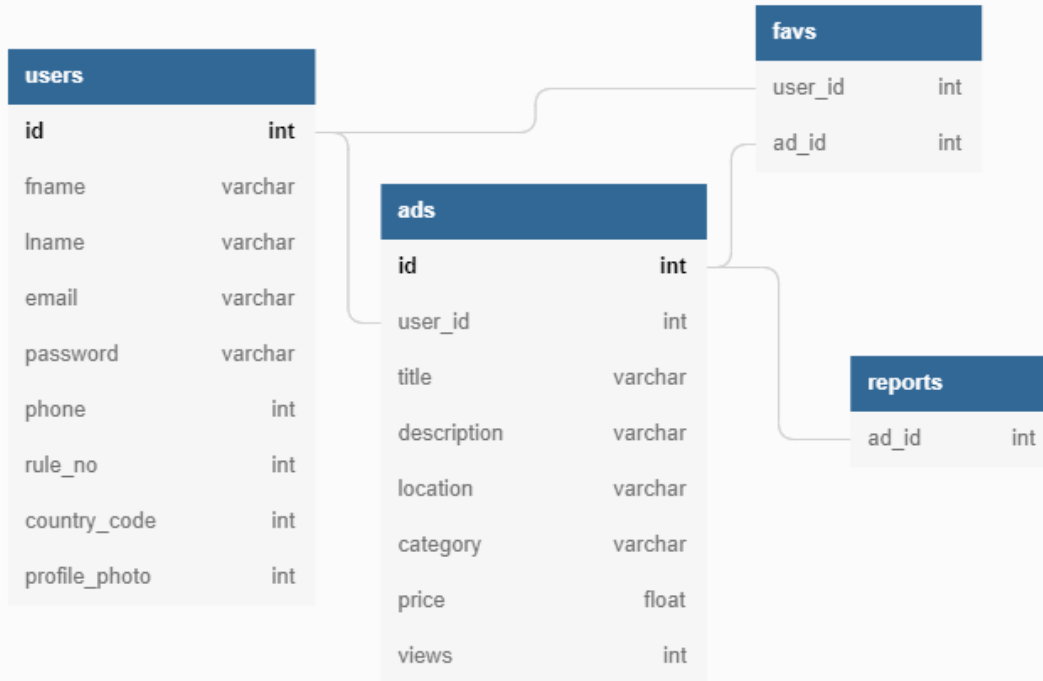 users
id int
fname varchar
lname varchar
email varchar
password varchar
phone int
rule_no int
country_code int
profile_photo int
ads
id int
user_id int
title varchar
description varchar
location varchar
category varchar
price float
views int
favs
user_id int
ad_id int
reports
ad_id int